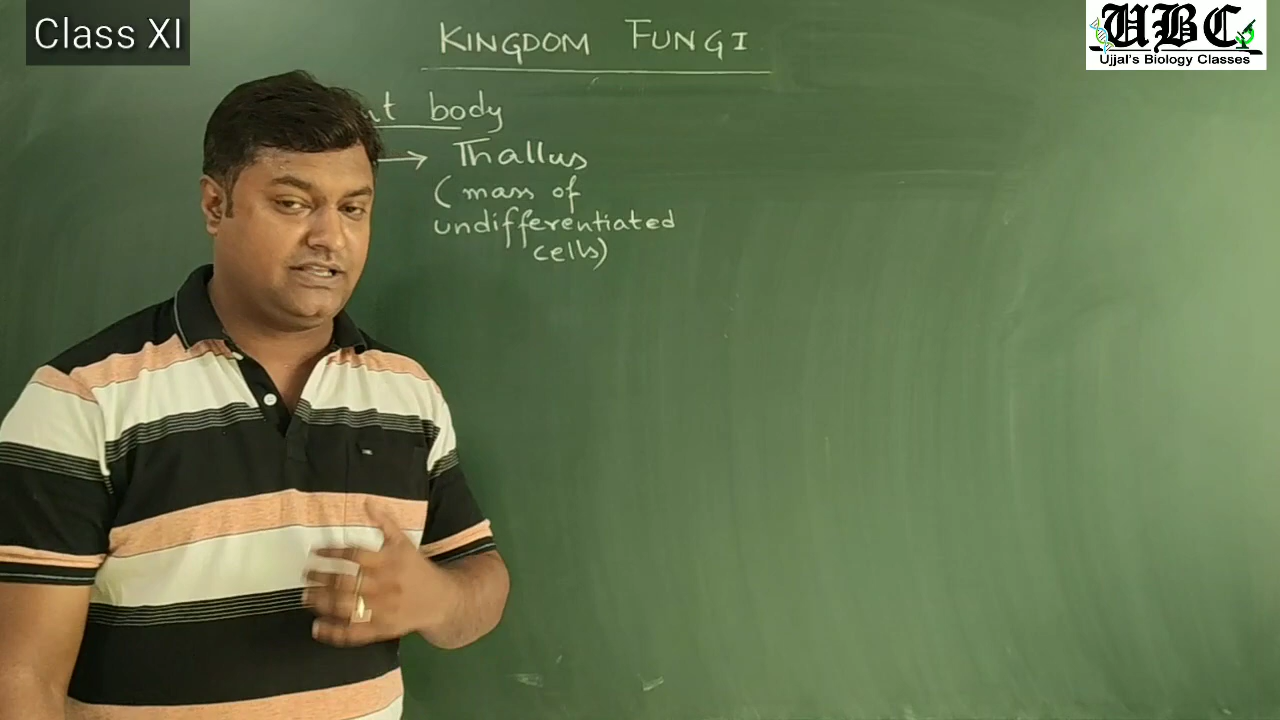 Class XI
UBC
Ujjal's Biology Classes
KINGDOM FUNGI
body
→ Thallus
(mass of
undifferentiated
cells)